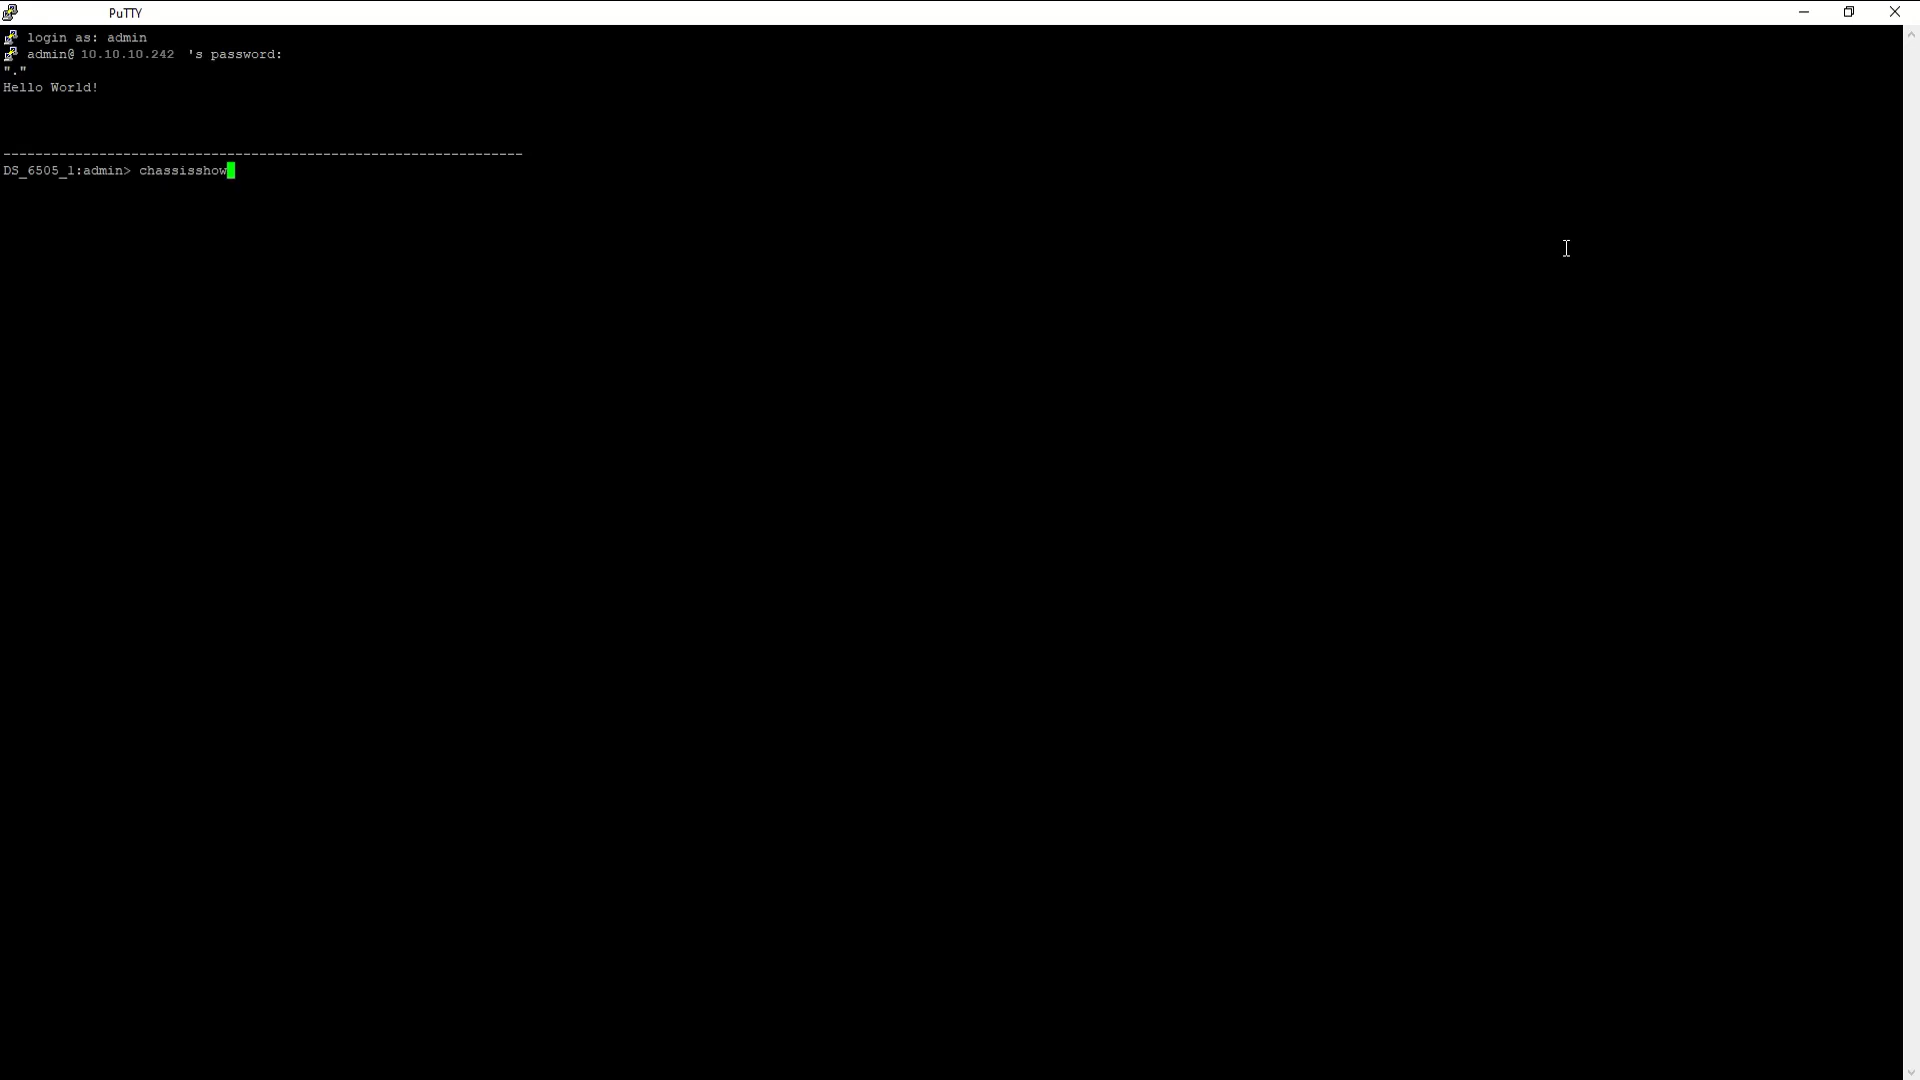 PuTTY
login as: admin
admin@ 10.10.10.242 's password:
"."
Hello World!
-----------------------------------------------------------------
DS_6505_1:admin> chassisshow